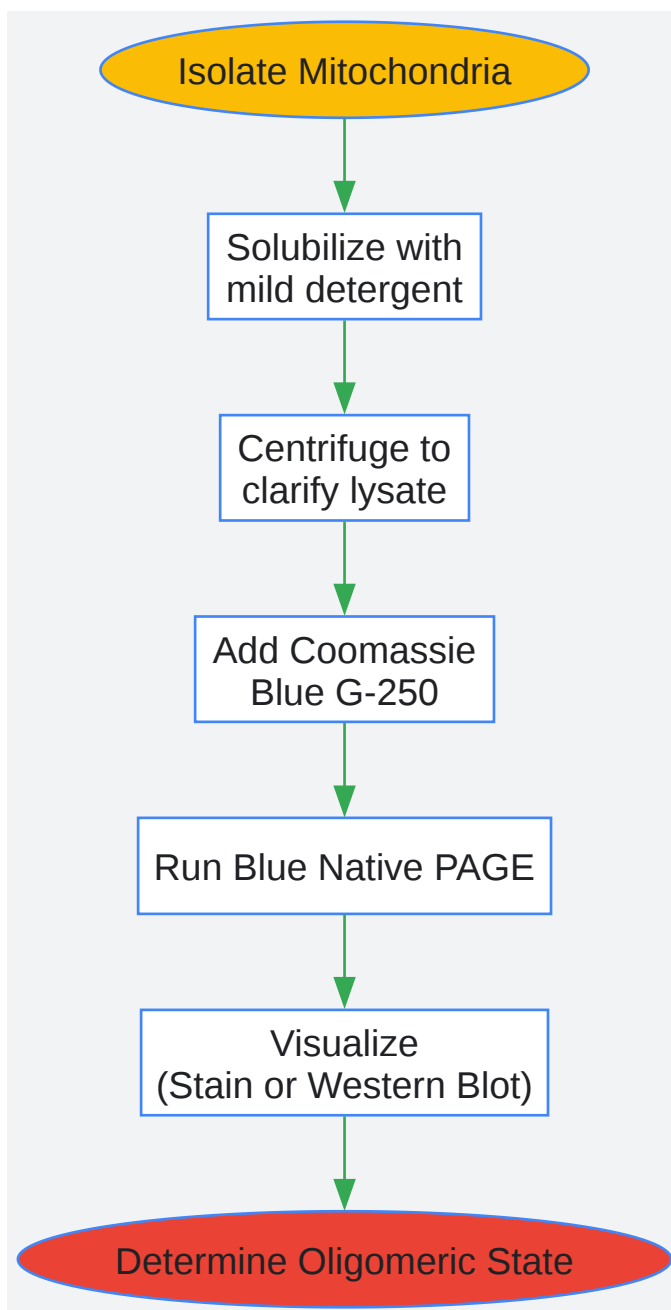 Isolate Mitochondria
Solubilize with
mild detergent
Centrifuge to
clarify lysate
Add Coomassie
Blue G-250
Run Blue Native PAGE
Visualize
(Stain or Western Blot)
Determine Oligomeric State